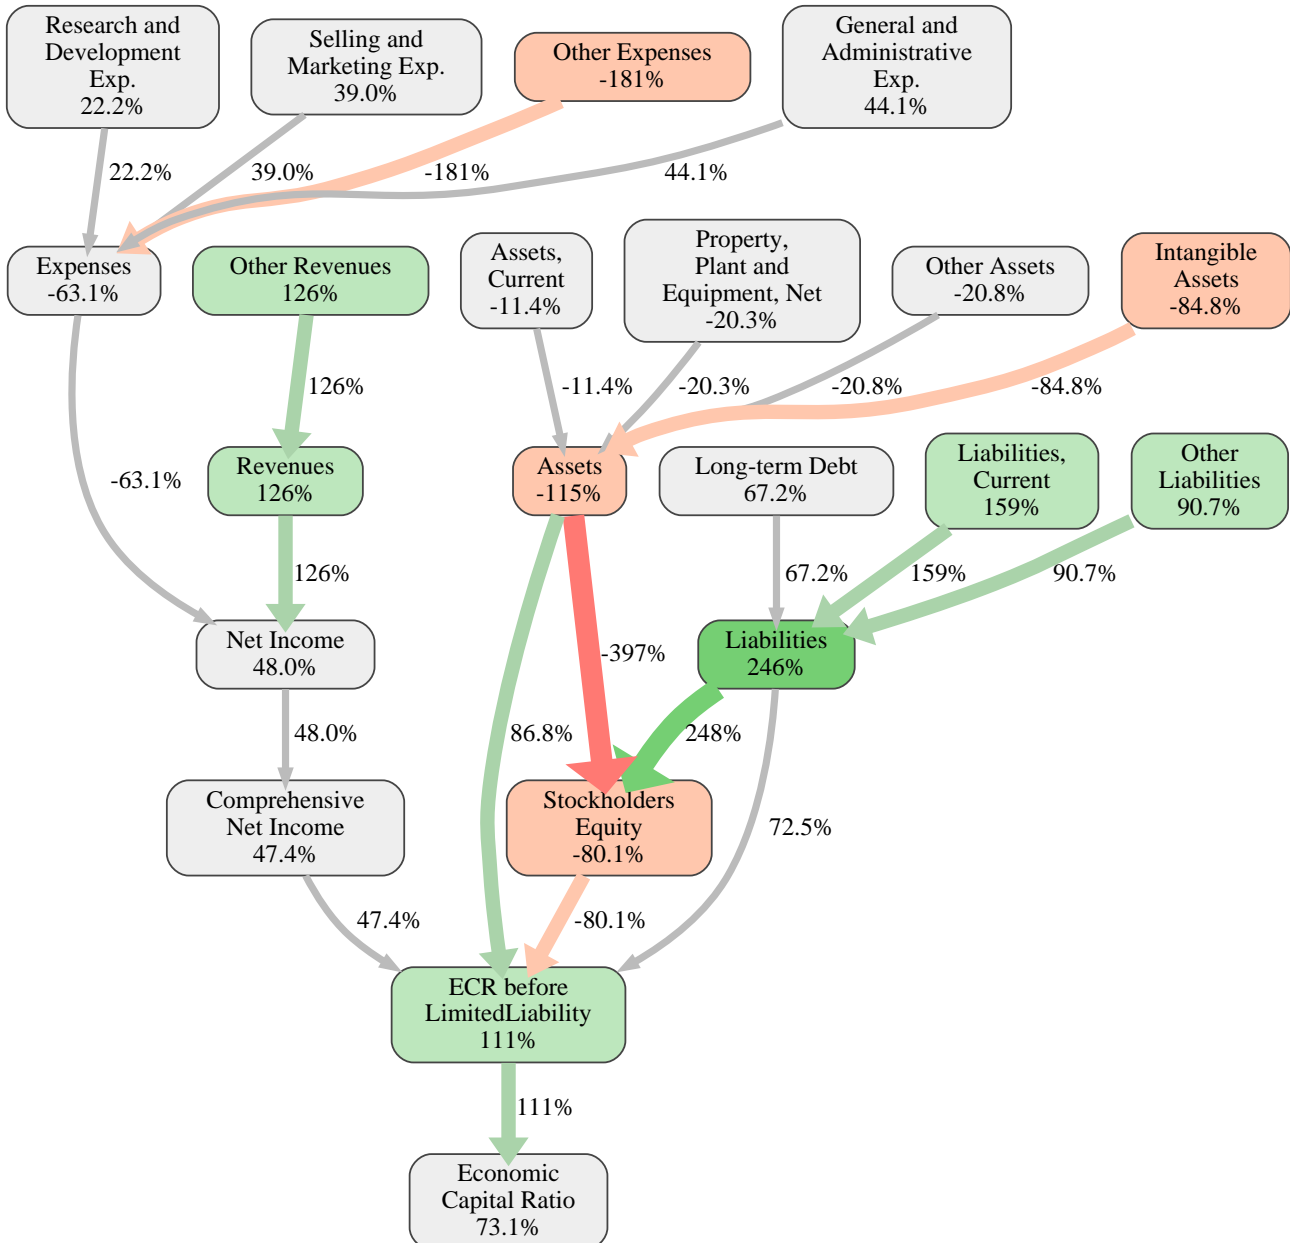 Research and
Development
Exp.
22.2%
Selling and
Marketing Exp.
39.0%
Other Expenses
-181%
General and
Administrative
Exp.
44.1%
22.2%
39.0%
-181%
44.1%
Expenses
-63.1%
Other Revenues
126%
Assets,
Current
-11.4%
Property,
Plant and
Equipment, Net
-20.3%
Other Assets
-20.8%
Intangible
Assets
-84.8%
126%
-11.4%
-20.3%
-20.8%
-84.8%
-63.1%
Revenues
126%
Assets
-115%
Long-term Debt
67.2%
Liabilities,
Current
159%
Other
Liabilities
90.7%
126%
67.2%
159%
90.7%
Net Income
48.0%
-397%
Liabilities
246%
48.0%
86.8%
248%
Comprehensive
Net Income
47.4%
Stockholders
Equity
-80.1%
72.5%
47.4%
-80.1%
ECR before
LimitedLiability
111%
111%
Economic
Capital Ratio
73.1%